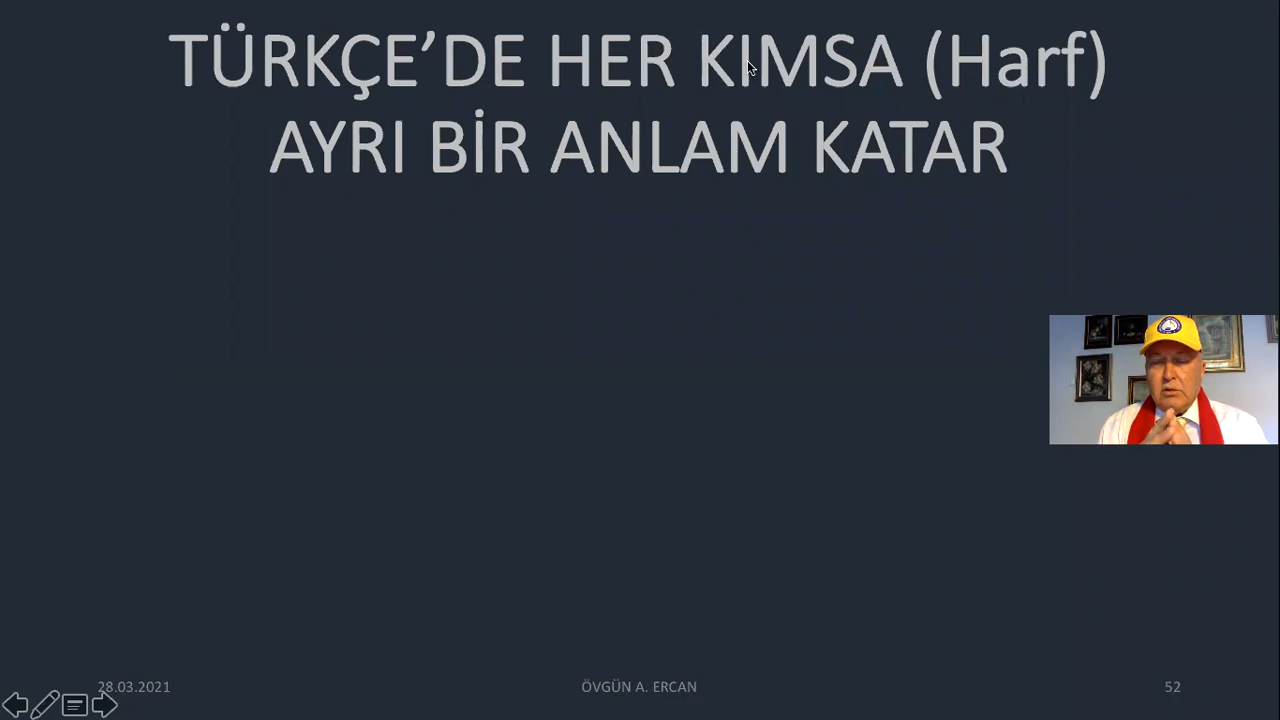 TÜRKÇE’DE HER KIMSA (Harf)
AYRI BİR ANLAM KATAR
28.03.2021
ÖVGÜN A. ERCAN
52